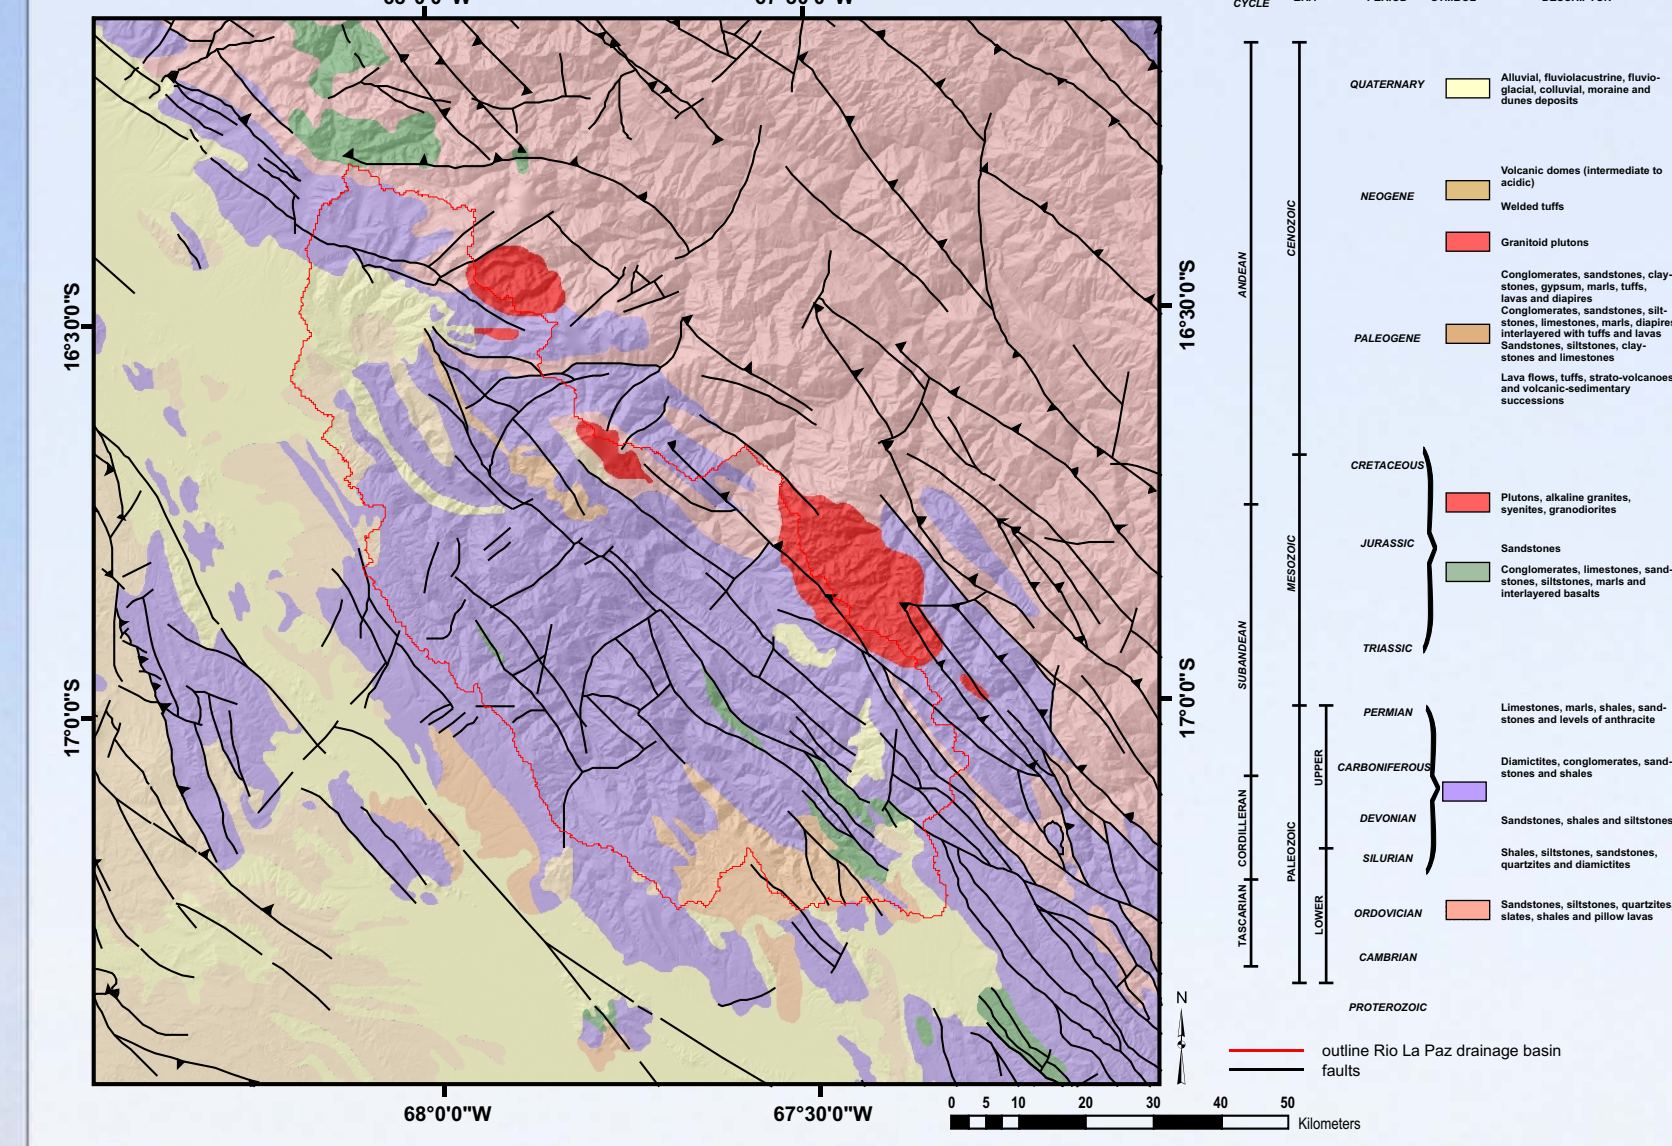 CYCLE
QUATERNARY
Alluvial, fluviolacustrine, fluvio-
glacial, colluvial, moraine and
dunes deposits
NEOGENE
Volcanic domes (intermediate to
acidic)
Welded tuffs
Granitoid plutons
PALEOGENE
Conglomerates, sandstones, clay-
stones, gypsum, marls, tuffs,
lavas and diapires
Conglomerates, sandstones, silt-
stones, limestones, marls, diapires
interlayered with tuffs and lavas
Sandstones, siltstones, clay-
stones and limestones
Lava flows, tuffs, strato-volcanoes
and volcanic-sedimentary
successions
CRETACEOUS
Plutons, alkaline granites,
syenites, granodiorites
JURASSIC
Sandstones
Conglomerates, limestones, sand-
stones, siltstones, marls and
interlayered basalts
TRIASSIC
PERMIAN
Limestones, marls, shales, sand-
stones and levels of anthracite
CARBONIFEROUS
Diamictites, conglomerates, sand-
stones and shales
DEVONIAN
Sandstones, shales and siltstones
SILURIAN
Shales, siltstones, sandstones,
quartzites and diamictites
ORDOVICIAN
Sandstones, siltstones, quartzites
slates, shales and pillow lavas
CAMBRIAN
PROTEROZOIC
ANDEAN
SUBANDEAN
CORDILLERAN
TASCARIAN
CENOZOIC
MESOZOIC
PALEOZOIC
UPPER
LOWER
16°30'0"S
17°0'0"S
16°30'0"S
17°0'0"S
68°0'0"W
67°30'0"W
N
outline Rio La Paz drainage basin
faults
0 5 10 20 30 40 50
Kilometers